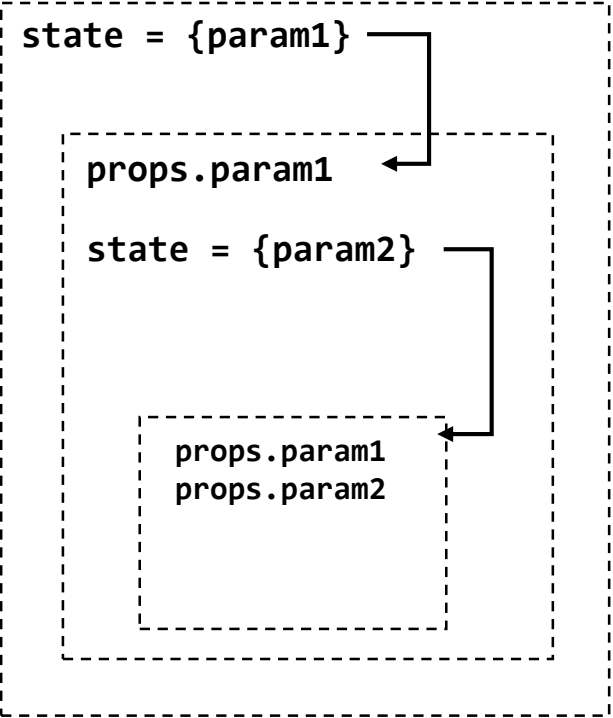 state = {param1}
props.param1
state = {param2}
props.param1
props.param2